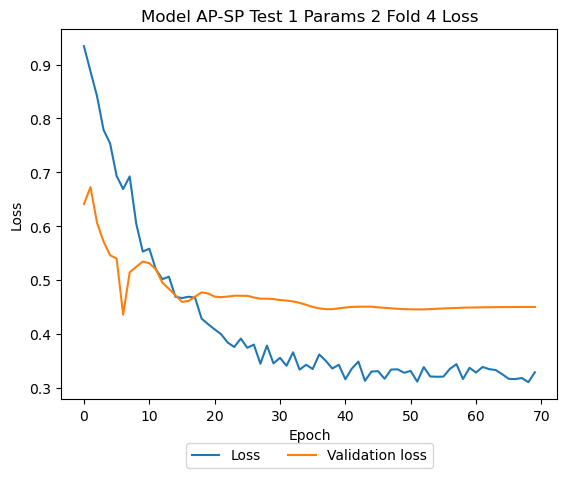 Model AP-SP Test 1 Params 2 Fold 4 Loss
Loss
0.9
0.8
0.7
0.6
0.5
0.4
0.3
0 10 20 30 40 50 60 70
Epoch
Loss Validation loss